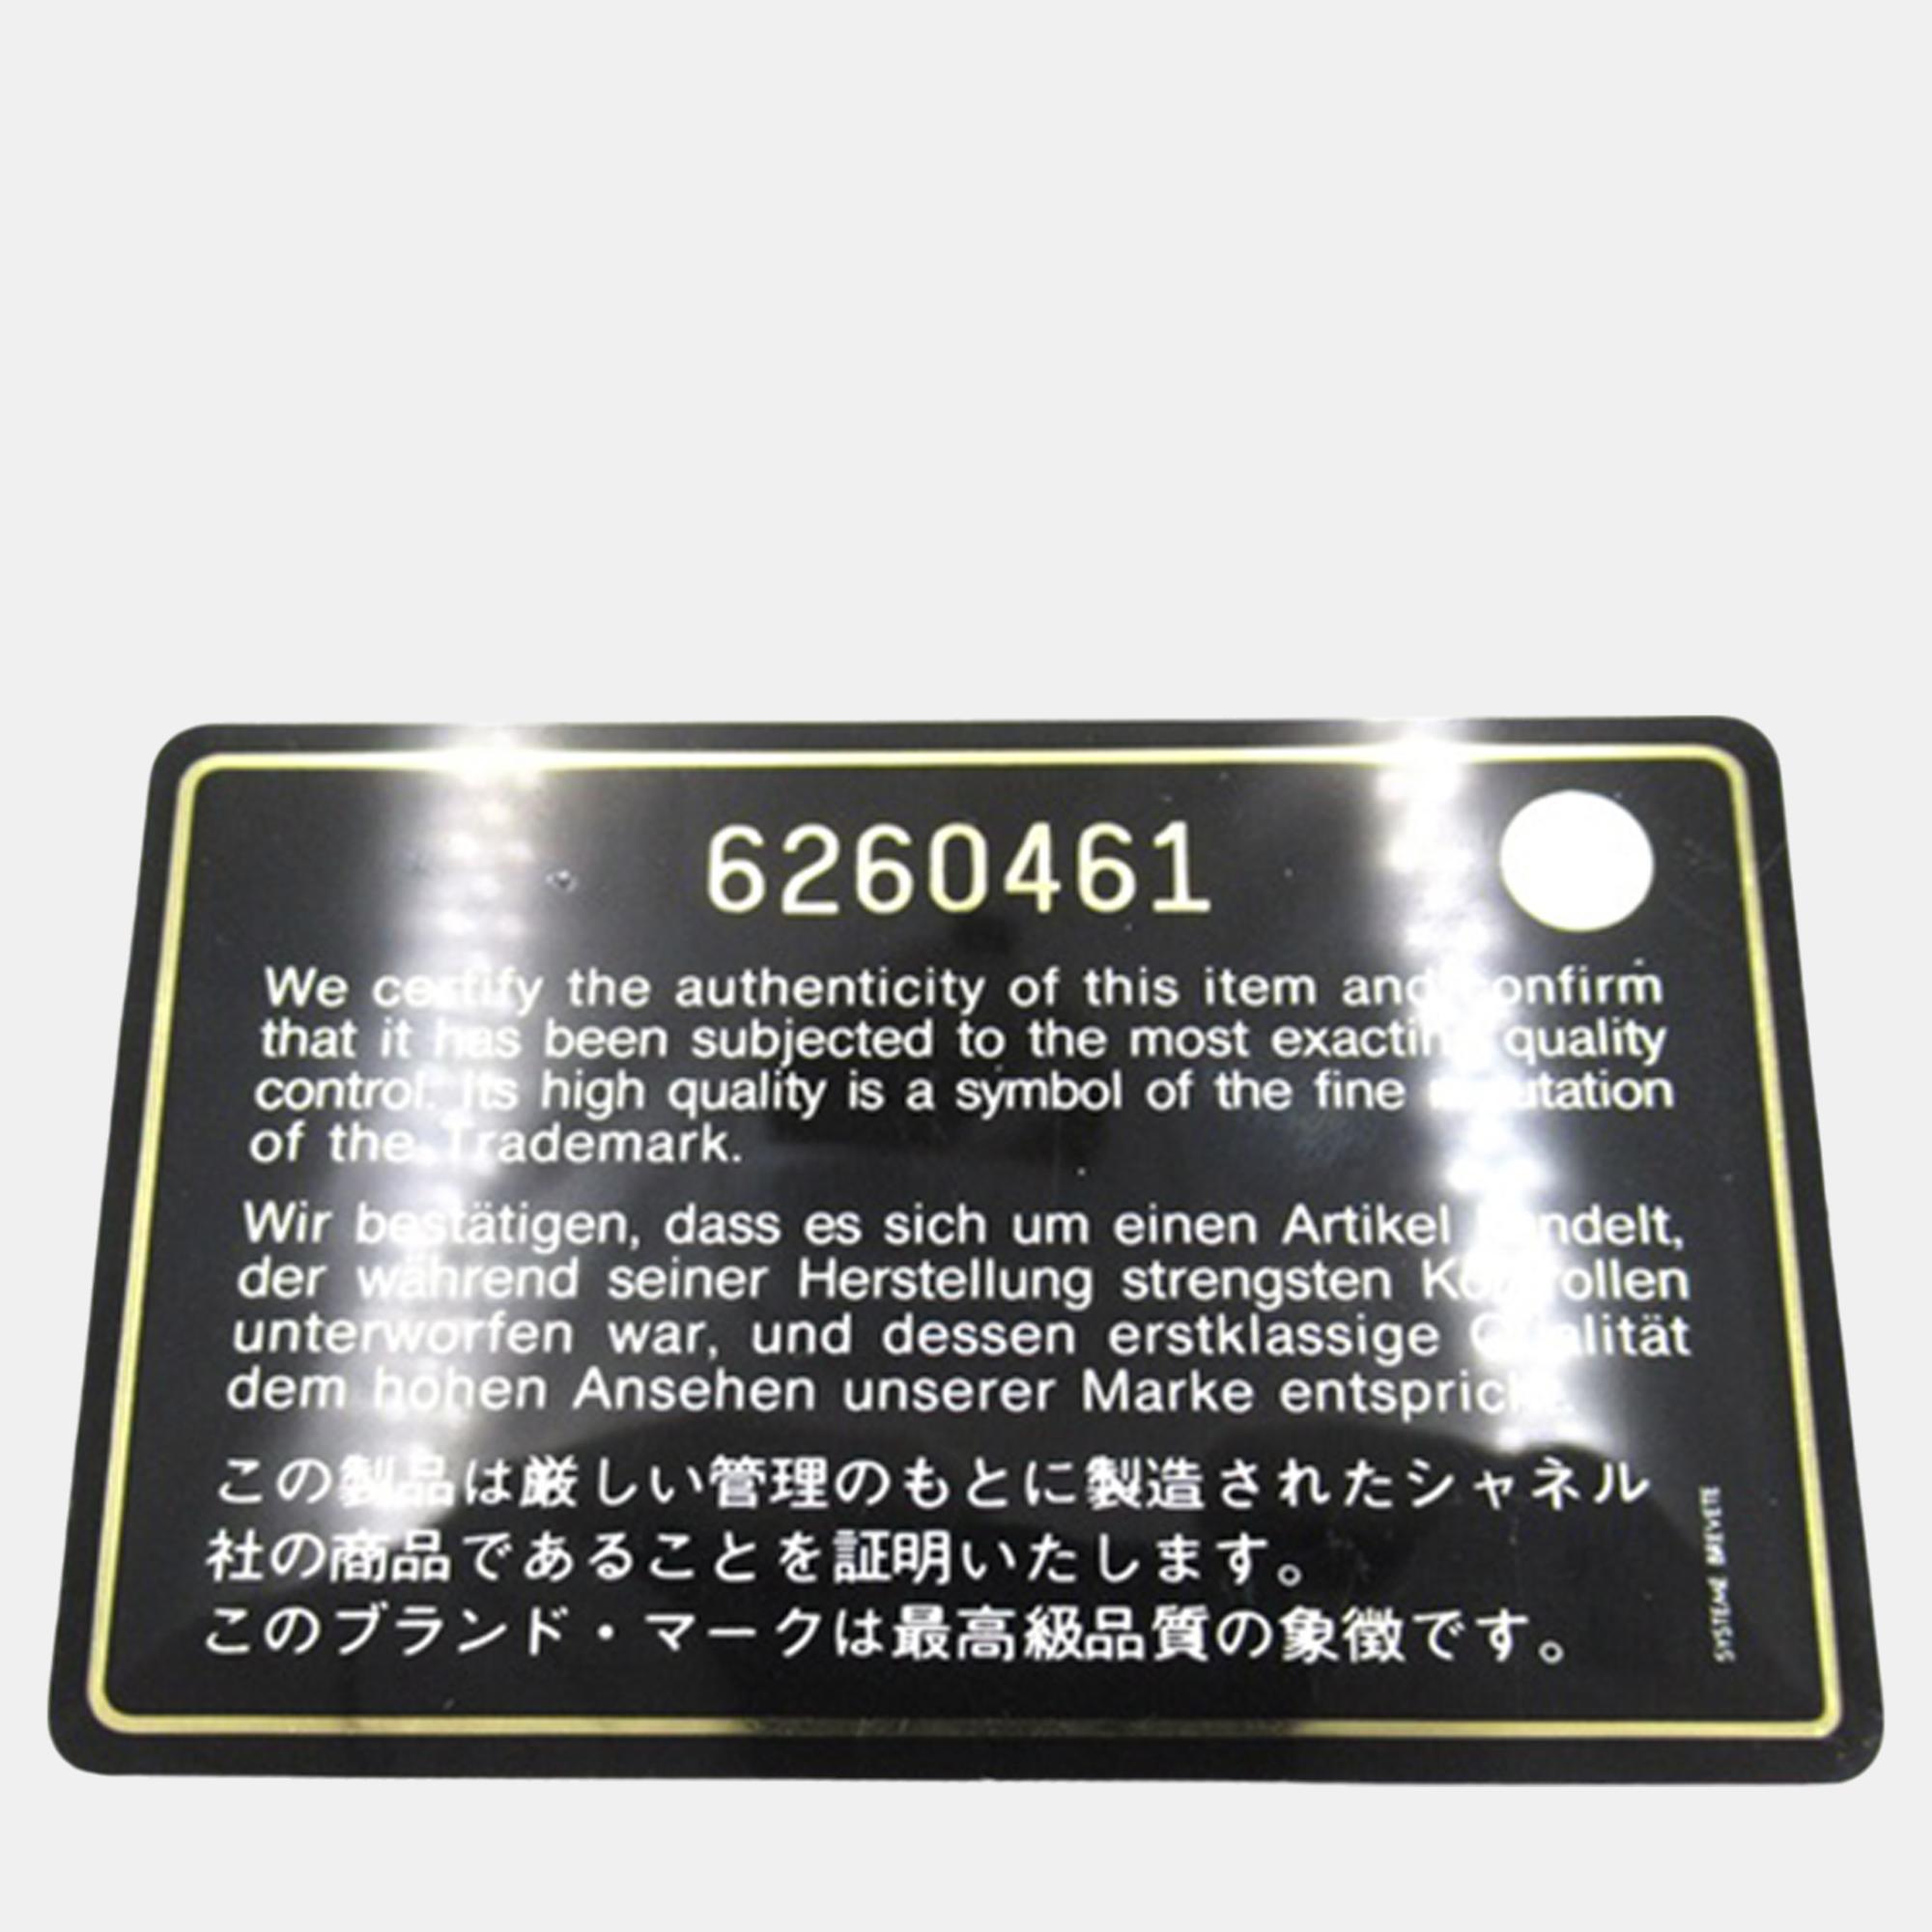 6260461
We certify the authenticity of this item and confirm
that it has been subjected to the most exacting quality
control. Its high quality is a symbol of the fine reputation
of the Trademark.
Wir bestätigen, dass es sich um einen Artikel handelt,
der während seiner Herstellung strengsten Kontrollen
unterworfen war, und dessen erstklassige Qualität
dem hohen Ansehen unserer Marke entspricht.
この製品は厳しい管理のもとに製造されたシャネル
社の商品であることを証明いたします。
このブランド・マークは最高級品質の象徴です。
SYSTEME BREVETE